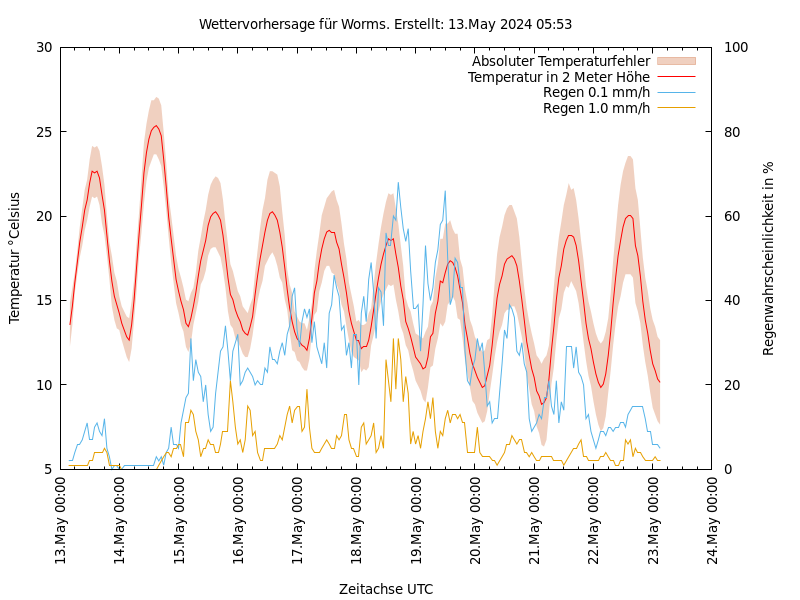 Wettervorhersage für Worms. Erstellt: 13.May 2024 05:53
Absoluter Temperaturfehler
Temperatur in 2 Meter Höhe
Regen 0.1 mm/h
Regen 1.0 mm/h
Temperatur °Celsius
30
25
20
15
10
5
100
80
60
40
20
0
Regenwahrscheinlichkeit in %
13.May 00:00
14.May 00:00
15.May 00:00
16.May 00:00
17.May 00:00
18.May 00:00
19.May 00:00
20.May 00:00
21.May 00:00
22.May 00:00
23.May 00:00
24.May 00:00
Zeitachse UTC